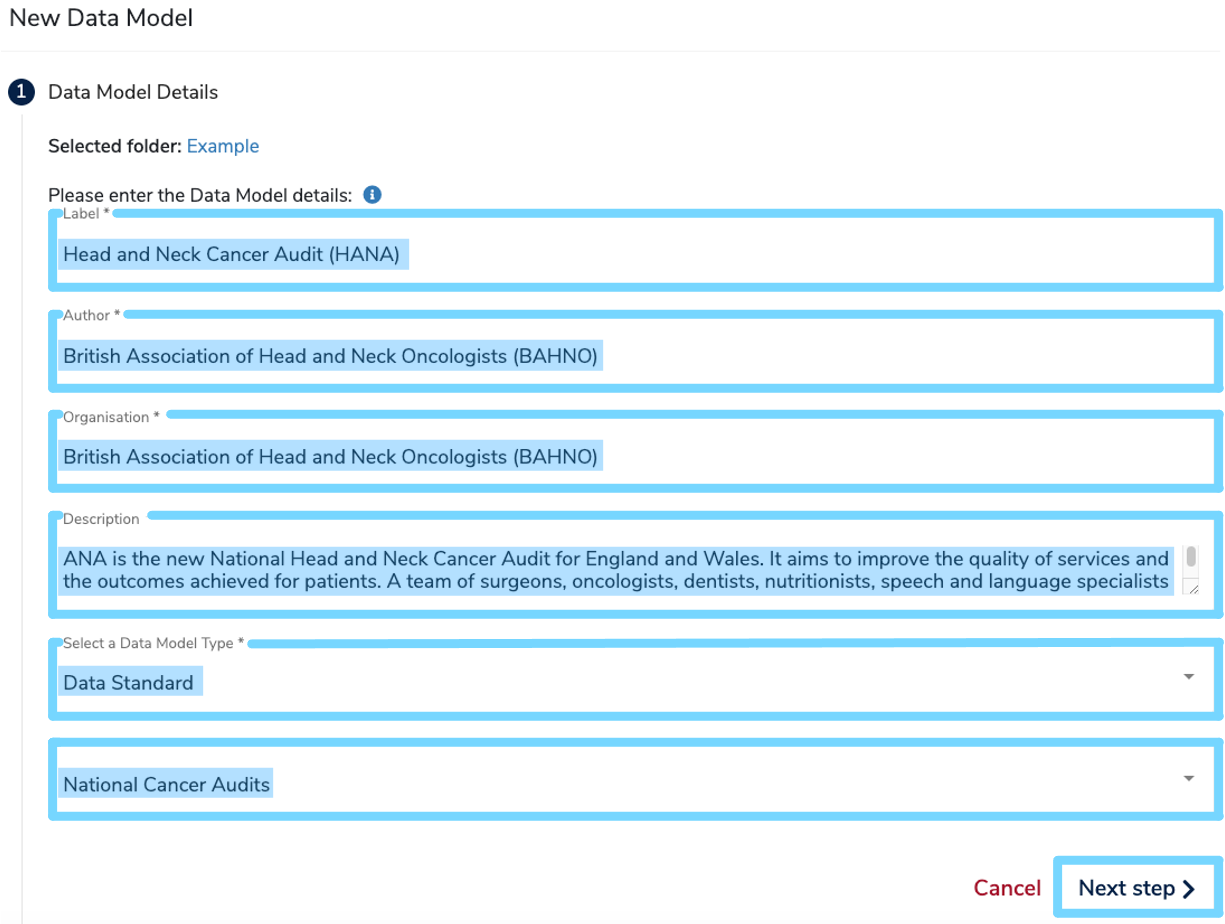 New Data Model
1 Data Model Details
Selected folder: Example
Please enter the Data Model details: i
Label *
Head and Neck Cancer Audit (HANA)
Author *
British Association of Head and Neck Oncologists (BAHNO)
Organisation *
British Association of Head and Neck Oncologists (BAHNO)
Description
ANA is the new National Head and Neck Cancer Audit for England and Wales. It aims to improve the quality of services and
the outcomes achieved for patients. A team of surgeons, oncologists, dentists, nutritionists, speech and language specialists
Select a Data Model Type *
Data Standard
National Cancer Audits
Cancel Next step